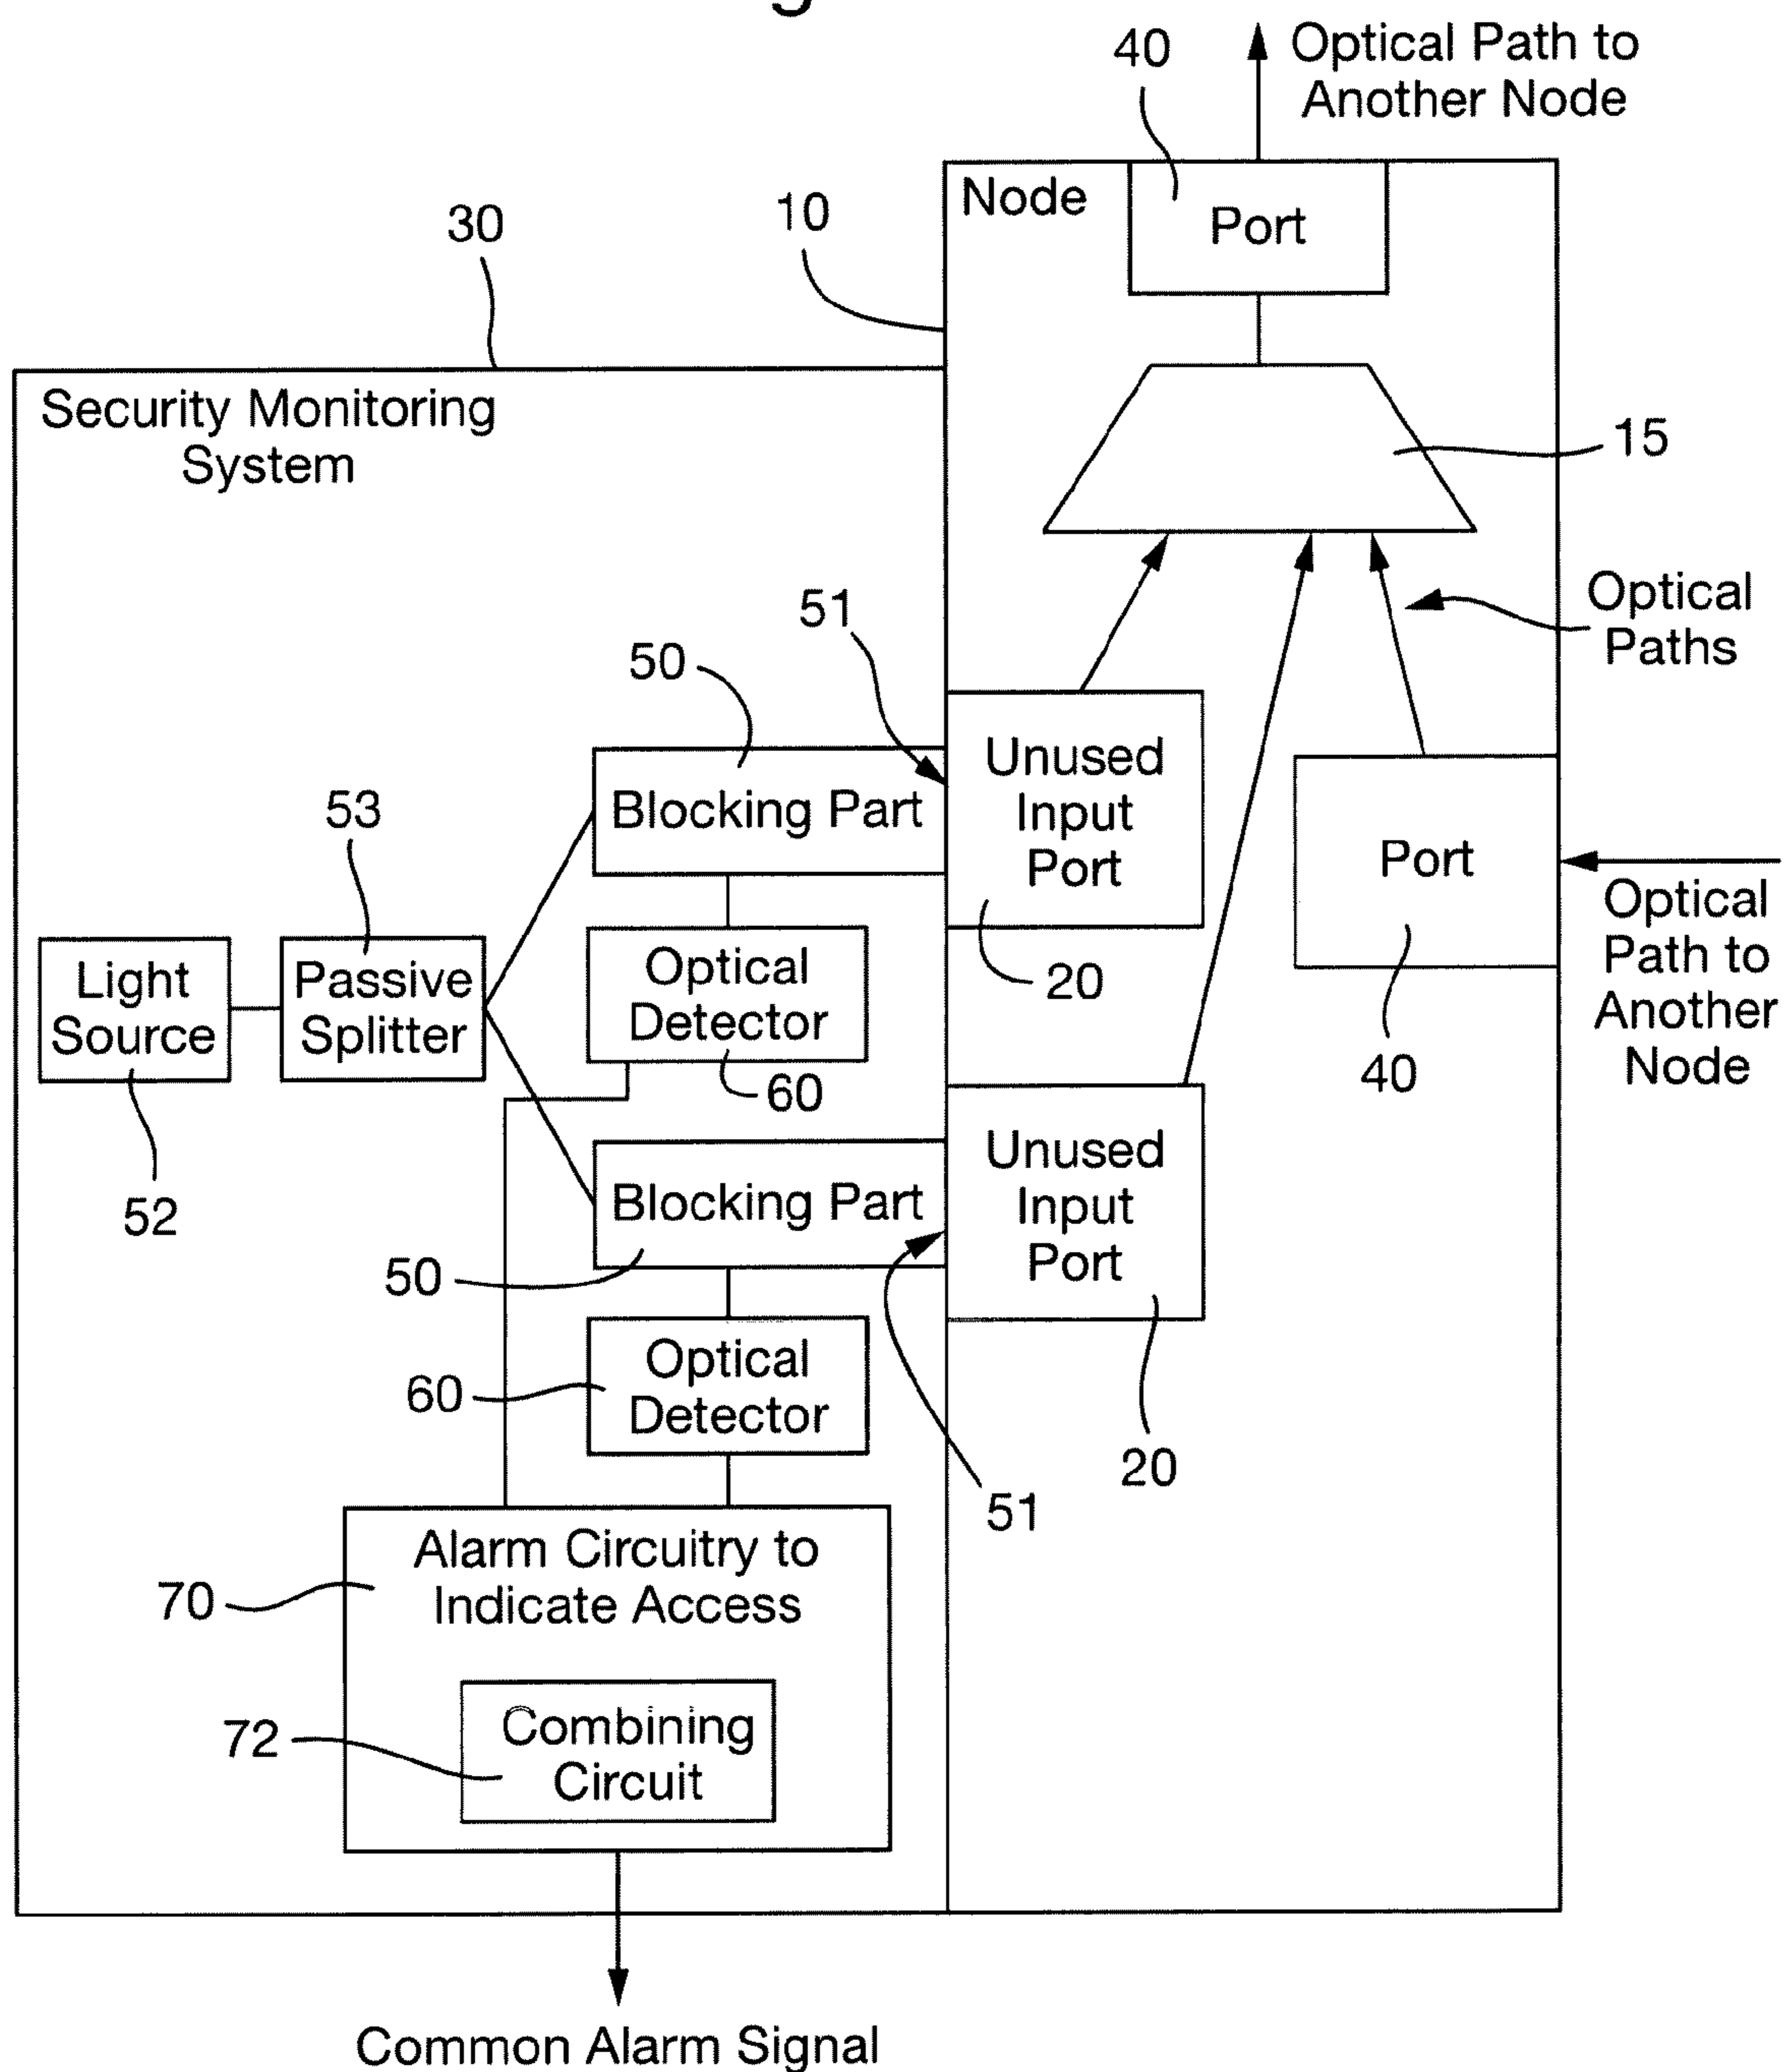 40
Optical Path to
Another Node
Node
Port
10
30
Security Monitoring
System
15
51
Optical
Paths
50
Unused
Input
Port
Blocking Part
53
Port
Optical
Path to
Another
Node
Light
Source
Passive
Splitter
Optical
Detector
20
40
60
52
Unused
Input
Port
Blocking Part
50
Optical
Detector
60
20
51
Alarm Circuitry to
Indicate Access
70
72
Combining
Circuit
Common Alarm Signal